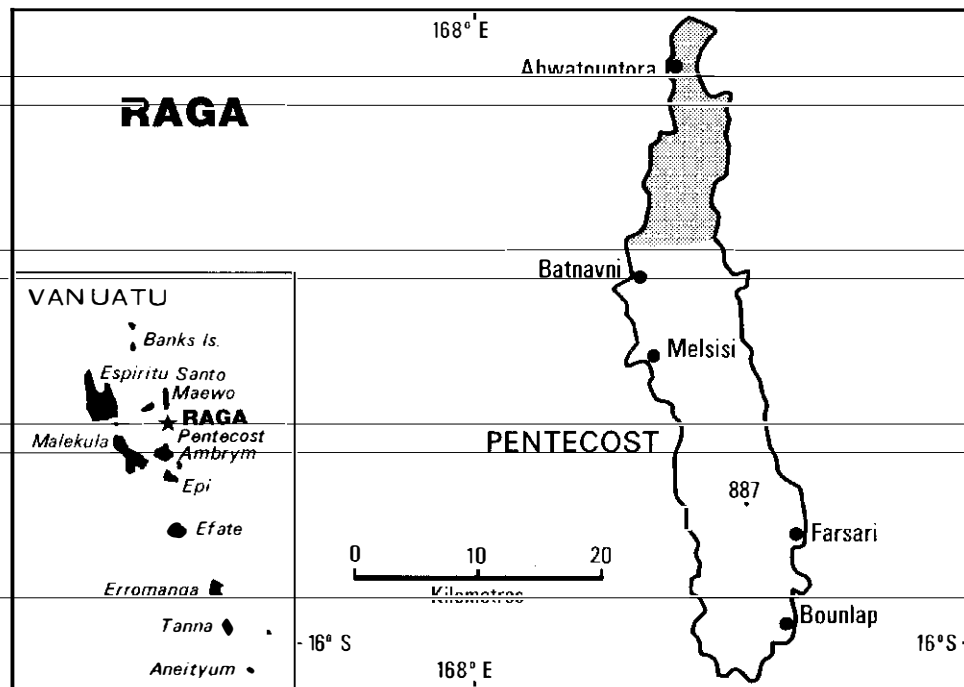 168° E
Ahwatountora
RAGA
Batnavni
VANUATU
Banks Is.
Melsisi
Espiritu Santo
Maewo
RAGA
Malekula
Pentecost
PENTECOST
Ambrym
Epi
887
Efate
Farsari
0 10 20
Kilometres
Erromanga
Bounlap
Tanna
16° S
16° S
Aneityum
168° E